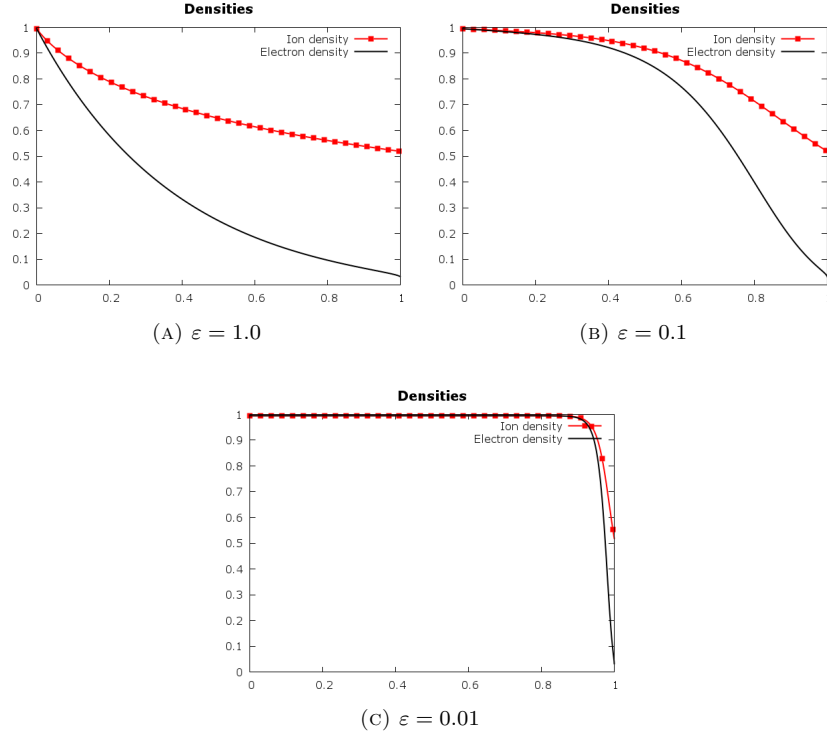 Densities
Ion density
Electron density
1
0.9
0.8
0.7
0.6
0.5
0.4
0.3
0.2
0.1
0
0 0.2 0.4 0.6 0.8 1
(A) ε = 1.0
Densities
Ion density
Electron density
1
0.9
0.8
0.7
0.6
0.5
0.4
0.3
0.2
0.1
0
0 0.2 0.4 0.6 0.8
(B) ε = 0.1
Densities
Ion density
Electron density
1
0.9
0.8
0.7
0.6
0.5
0.4
0.3
0.2
0.1
0
0 0.2 0.4 0.6 0.8 1
(C) ε = 0.01